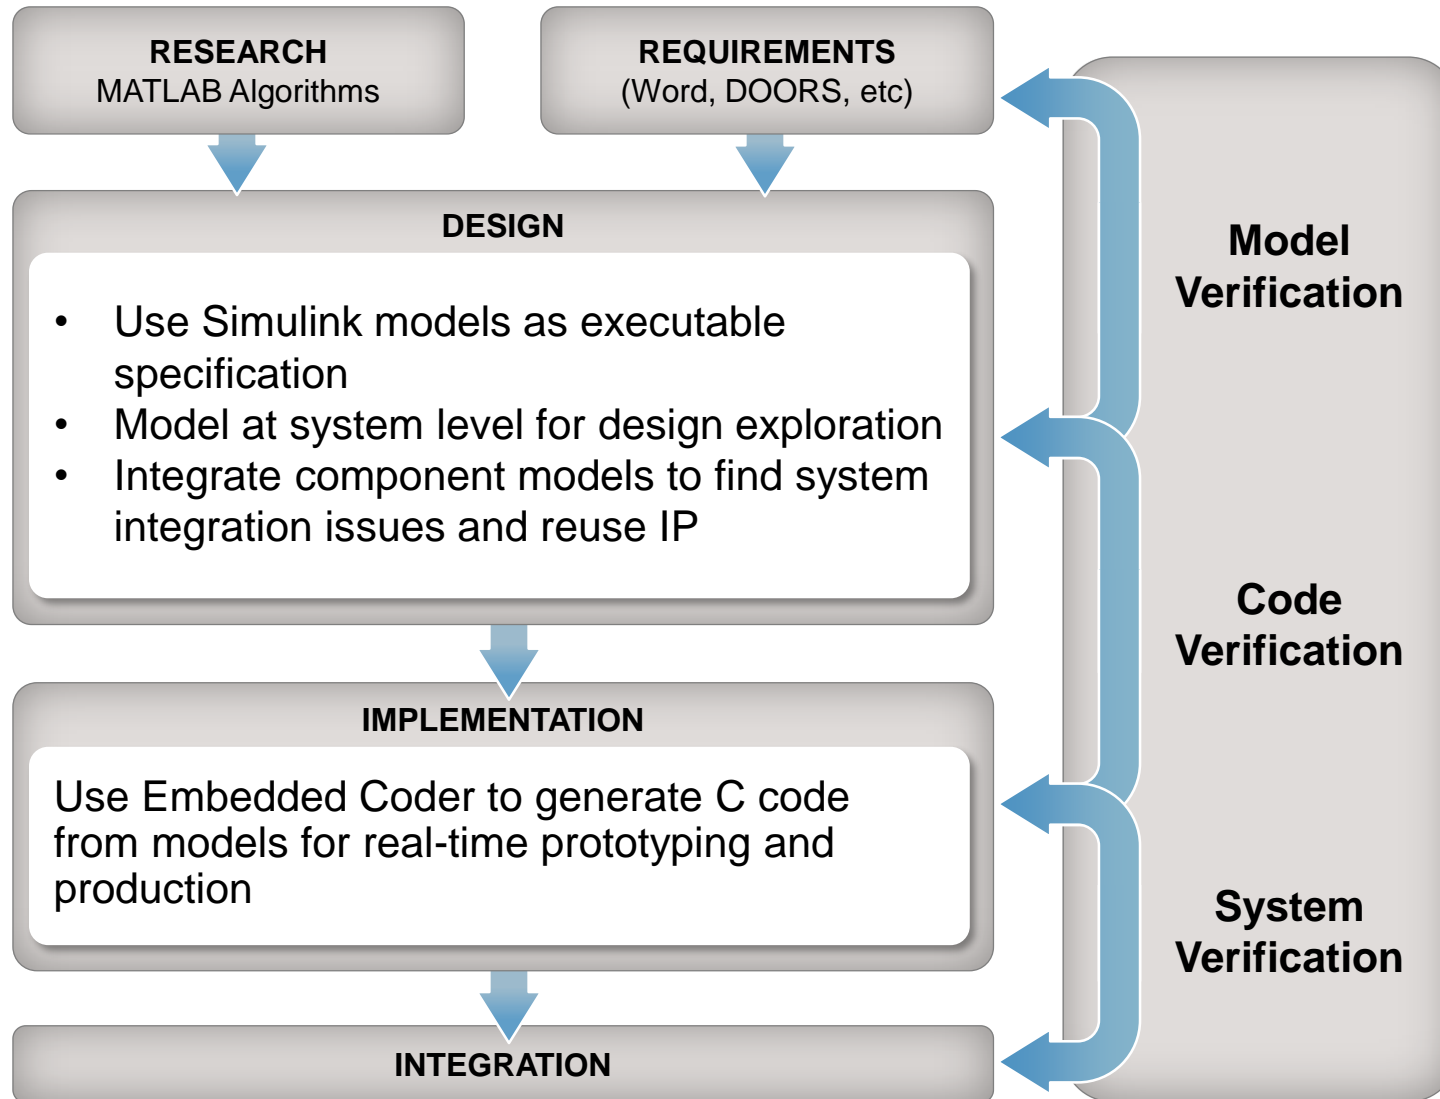 RESEARCH
MATLAB Algorithms
REQUIREMENTS
(Word, DOORS, etc)
DESIGN
• Use Simulink models as executable
specification
• Model at system level for design exploration
• Integrate component models to find system
integration issues and reuse IP
IMPLEMENTATION
Use Embedded Coder to generate C code
from models for real-time prototyping and
production
INTEGRATION
Model
Verification
Code
Verification
System
Verification